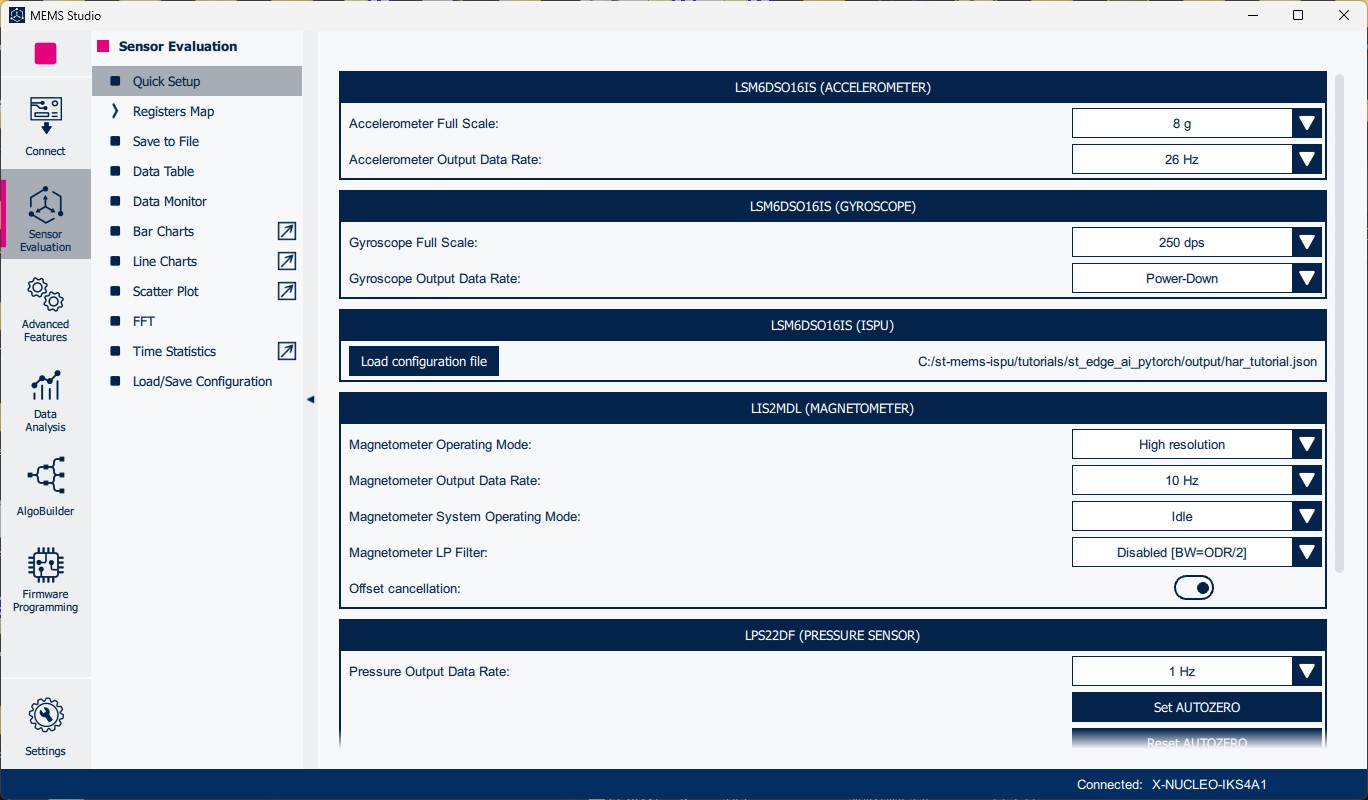 MEMS Studio
Connect
Sensor
Evaluation
Advanced
Features
Data
Analysis
AlgoBuilder
Firmware
Programming
Settings
Sensor Evaluation
Quick Setup
Registers Map
Save to File
Data Table
Data Monitor
Bar Charts
Line Charts
Scatter Plot
FFT
Time Statistics
Load/Save Configuration
LSM6DSO16IS (ACCELEROMETER)
Accelerometer Full Scale: 8 g
Accelerometer Output Data Rate: 26 Hz
LSM6DSO16IS (GYROSCOPE)
Gyroscope Full Scale: 250 dps
Gyroscope Output Data Rate: Power-Down
LSM6DSO16IS (ISPU)
Load configuration file C:/st-mems-ispu/tutorials/st_edge_ai_pytorch/output/har_tutorial.json
LIS2MDL (MAGNETOMETER)
Magnetometer Operating Mode: High resolution
Magnetometer Output Data Rate: 10 Hz
Magnetometer System Operating Mode: Idle
Magnetometer LP Filter: Disabled [BW=ODR/2]
Offset cancellation:
LPS22DF (PRESSURE SENSOR)
Pressure Output Data Rate: 1 Hz
Set AUTOZERO
Reset AUTOZERO
Connected: X-NUCLEO-IKS4A1